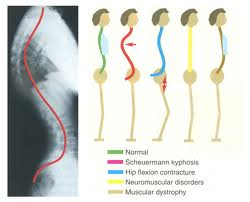 Normal
Scheuermann kyphosis
Hip flexion contracture
Neuromuscular disorders
Muscular dystrophy